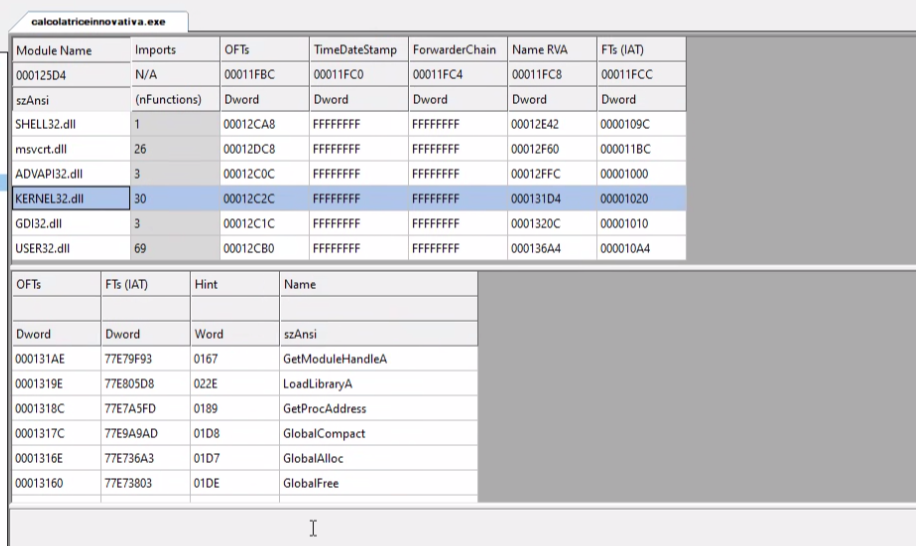 calcolatriceinnovativa.exe
Module Name Imports OFTs TimeDateStamp ForwarderChain Name RVA FTs (IAT)
000125D4 N/A 00011FBC 00011FC0 00011FC4 00011FC8 00011FCC
szAnsi (nFunctions) Dword Dword Dword Dword Dword
SHELL32.dll 1 00012CA8 FFFFFFFF FFFFFFFF 00012E42 0000109C
msvcrt.dll 26 00012DC8 FFFFFFFF FFFFFFFF 00012F60 000011BC
ADVAPI32.dll 3 00012C0C FFFFFFFF FFFFFFFF 00012FFC 00001000
KERNEL32.dll 30 00012C2C FFFFFFFF FFFFFFFF 000131D4 00001020
GDI32.dll 3 00012C1C FFFFFFFF FFFFFFFF 0001320C 00001010
USER32.dll 69 00012CB0 FFFFFFFF FFFFFFFF 000136A4 000010A4
OFTs FTs (IAT) Hint Name
Dword Dword Word szAnsi
000131AE 77E79F93 0167 GetModuleHandleA
0001319E 77E805D8 022E LoadLibraryA
0001318C 77E7A5FD 0189 GetProcAddress
0001317C 77E9A9AD 01D8 GlobalCompact
0001316E 77E736A3 01D7 GlobalAlloc
00013160 77E73803 01DE GlobalFree